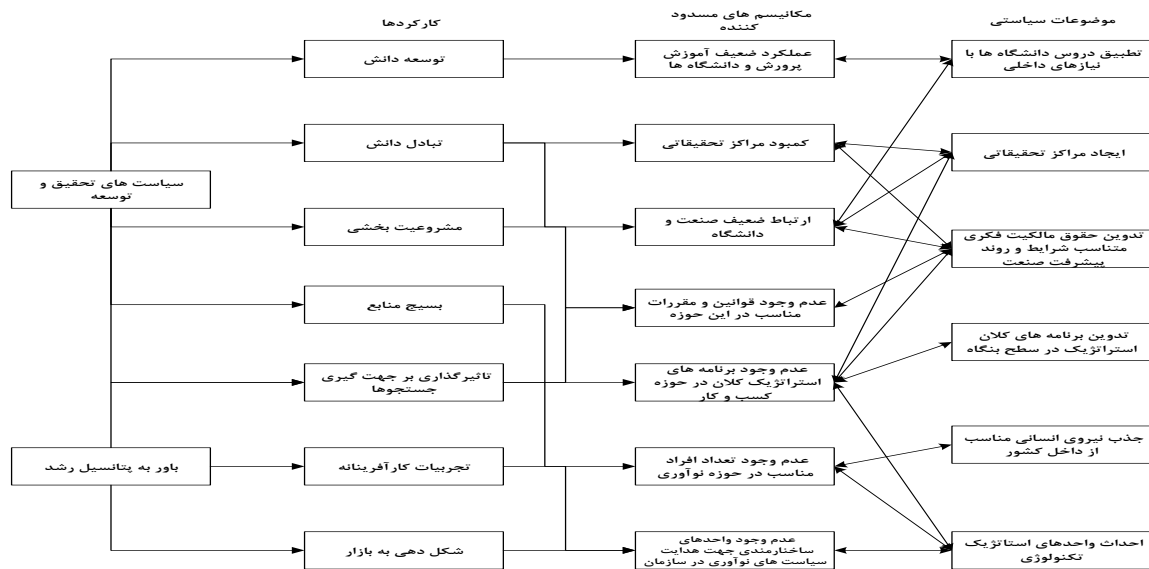 موضوعات سیاستی
مکانیسم های مسدود
کننده
کارکردها
تطبیق دروس دانشگاه ها با
نیازهای داخلی
عملکرد ضعیف آموزش
پرورش و دانشگاه ها
توسعه دانش
ایجاد مراکز تحقیقاتی
کمبود مراکز تحقیقاتی
تبادل دانش
سیاست های تحقیق و
توسعه
تدوین حقوق مالکیت فکری
متناسب شرایط و روند
پیشرفت صنعت
ارتباط ضعیف صنعت و
دانشگاه
مشروعیت بخشی
عدم وجود قوانین و مقررات
مناسب در این حوزه
بسیج منابع
تدوین برنامه های کلان
استراتژیک در سطح بنگاه
عدم وجود برنامه های
استراتژیک کلان در حوزه
کسب و کار
تاثیرگذاری بر جهت گیری
جستجوها
جذب نیروی انسانی مناسب
از داخل کشور
عدم وجود تعداد افراد
مناسب در حوزه نوآوری
تجربیات کارآفرینانه
باور به پتانسیل رشد
احداث واحدهای استاتژیک
تکنولوژی
عدم وجود واحدهای
ساختارمندی جهت هدایت
سیاست های نوآوری در سازمان
شکل دهی به بازار